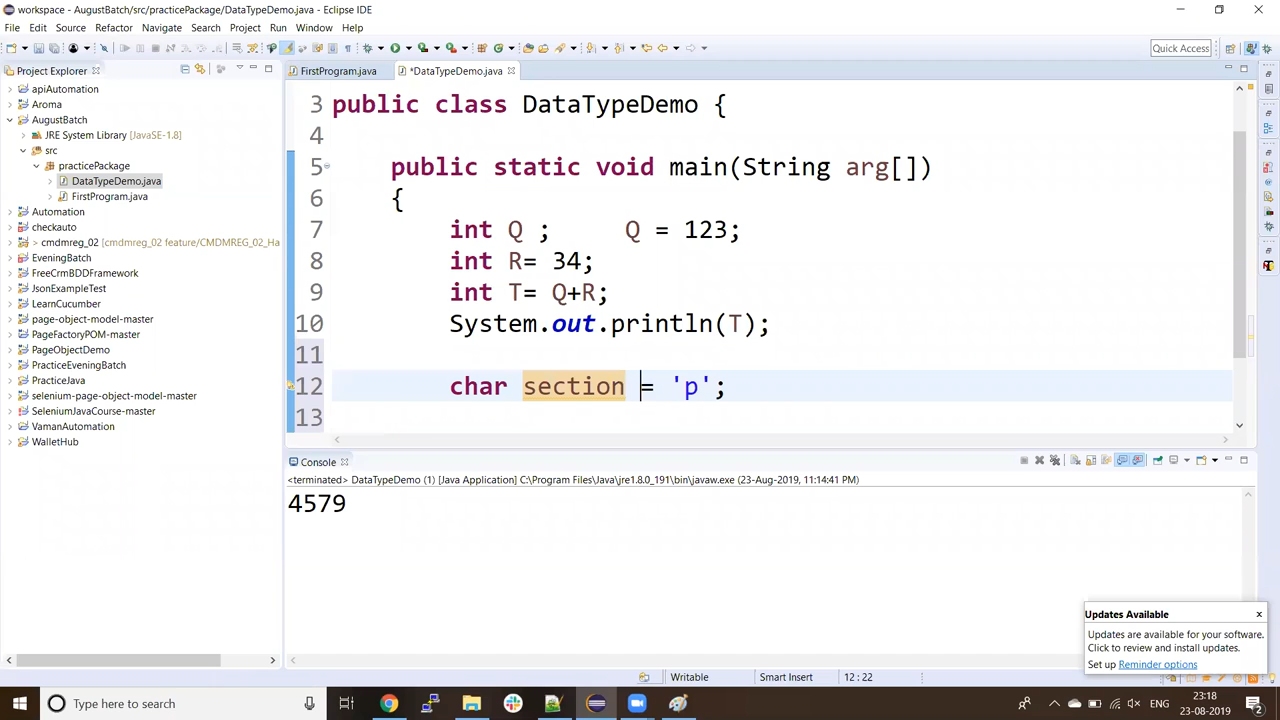 workspace - AugustBatch/src/practicePackage/DataTypeDemo.java - Eclipse IDE
File Edit Source Refactor Navigate Search Project Run Window Help
Quick Access
Project Explorer
FirstProgram.java
*DataTypeDemo.java
apiAutomation
Aroma
AugustBatch
JRE System Library [JavaSE-1.8]
src
practicePackage
DataTypeDemo.java
FirstProgram.java
Automation
checkauto
> cmdmreg_02 [cmdmreg_02 feature/CMDMREG_02_Ha
EveningBatch
FreeCrmBDDFramework
JsonExampleTest
LearnCucumber
page-object-model-master
PageFactoryPOM-master
PageObjectDemo
PracticeEveningBatch
PracticeJava
selenium-page-object-model-master
SeleniumJavaCourse-master
VamanAutomation
WalletHub
3 public class DataTypeDemo {
4
5 public static void main(String arg[])
6 {
7 int Q ; Q = 123;
8 int R= 34;
9 int T= Q+R;
10 System.out.println(T);
11
12 char section = 'p';
13
Console
<terminated> DataTypeDemo (1) [Java Application] C:\Program Files\Java\jre1.8.0_191\bin\javaw.exe (23-Aug-2019, 11:14:41 PM)
4579
Updates Available
Updates are available for your software.
Click to review and install updates.
Set up Reminder options
Writable
Smart Insert
12 : 22
Type here to search
ENG
23:18
23-08-2019
2